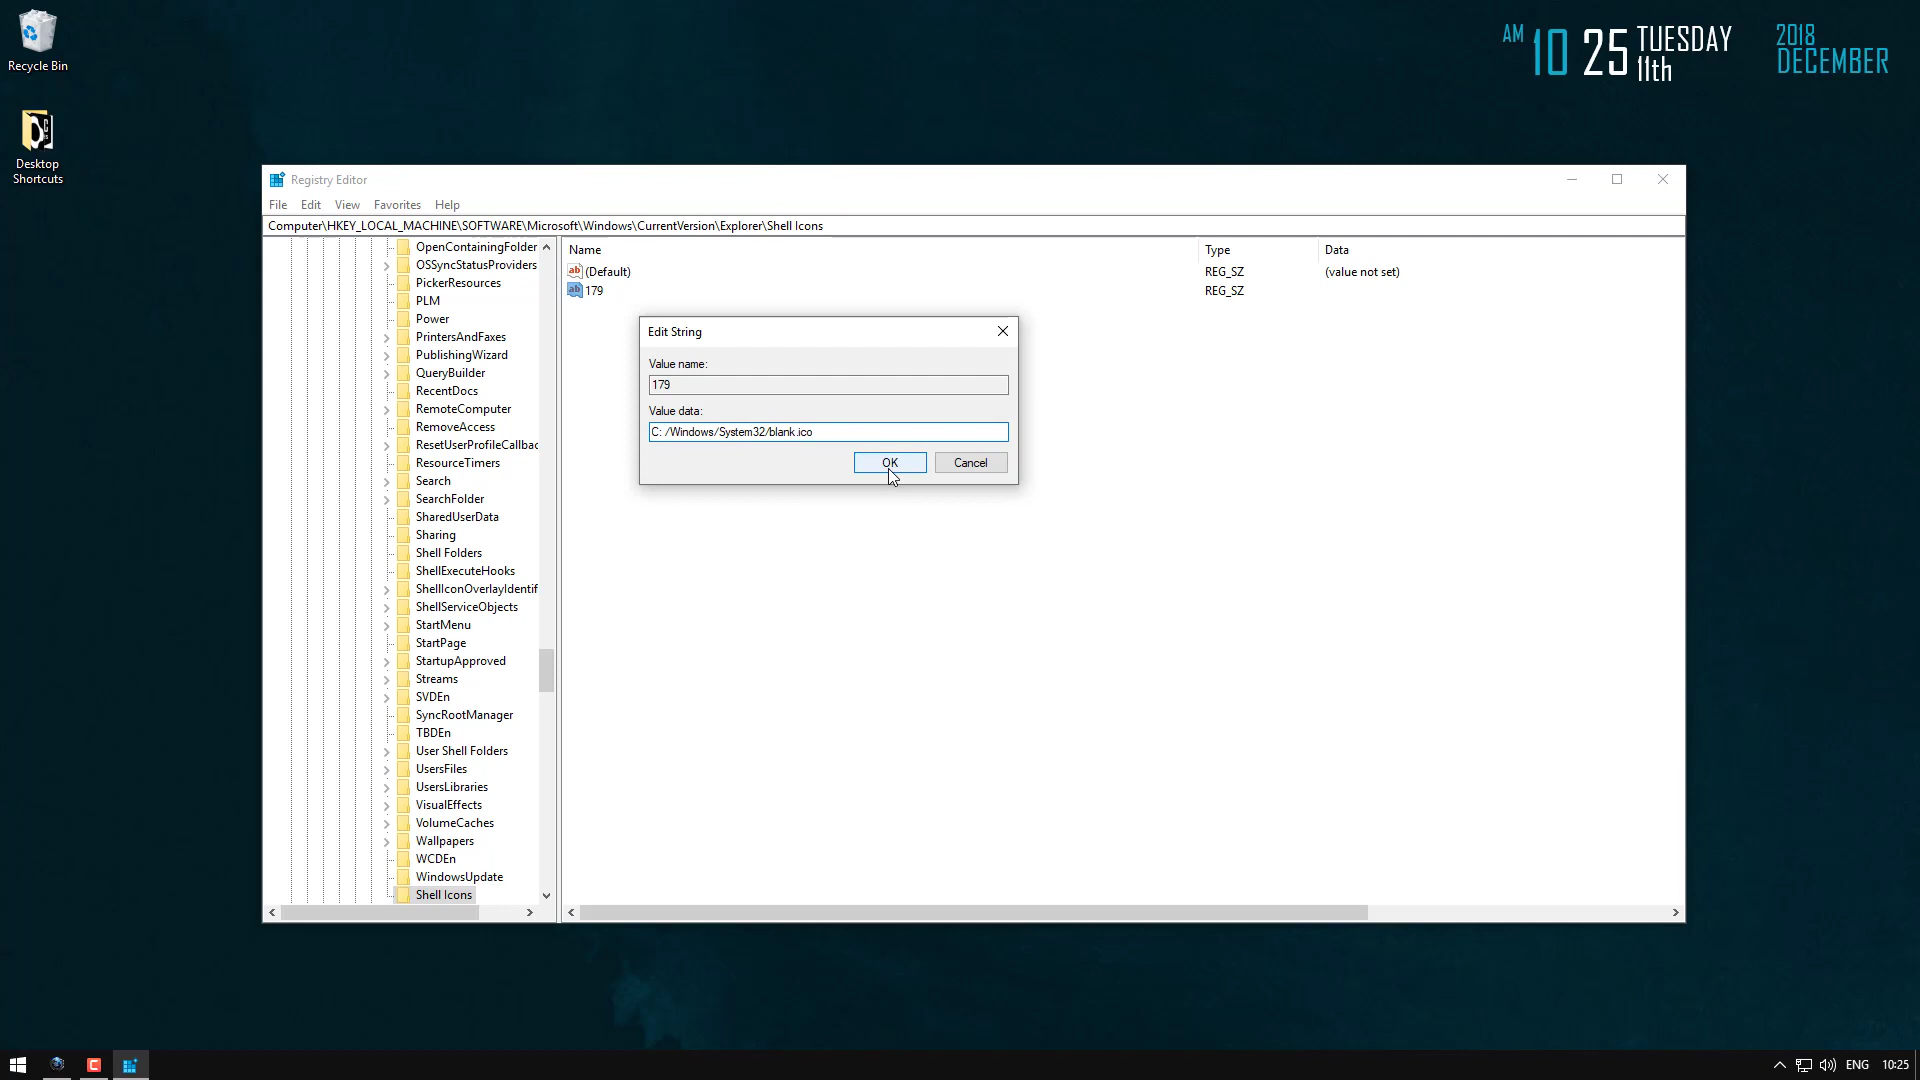 Recycle Bin
Desktop
Shortcuts
AM 10 25 TUESDAY 11th
2018 DECEMBER
Registry Editor
File Edit View Favorites Help
Computer\HKEY_LOCAL_MACHINE\SOFTWARE\Microsoft\Windows\CurrentVersion\Explorer\Shell Icons
OpenContainingFolder
OSSyncStatusProviders
PickerResources
PLM
Power
PrintersAndFaxes
PublishingWizard
QueryBuilder
RecentDocs
RemoteComputer
RemoveAccess
ResetUserProfileCallbac
ResourceTimers
Search
SearchFolder
SharedUserData
Sharing
Shell Folders
ShellExecuteHooks
ShellIconOverlayIdentif
ShellServiceObjects
StartMenu
StartPage
StartupApproved
Streams
SVDEn
SyncRootManager
TBDEn
User Shell Folders
UsersFiles
UsersLibraries
VisualEffects
VolumeCaches
Wallpapers
WCDEn
WindowsUpdate
Shell Icons
Name Type Data
(Default) REG_SZ (value not set)
179 REG_SZ
Edit String
Value name:
179
Value data:
C: /Windows/System32/blank.ico
OK Cancel
ENG 10:25